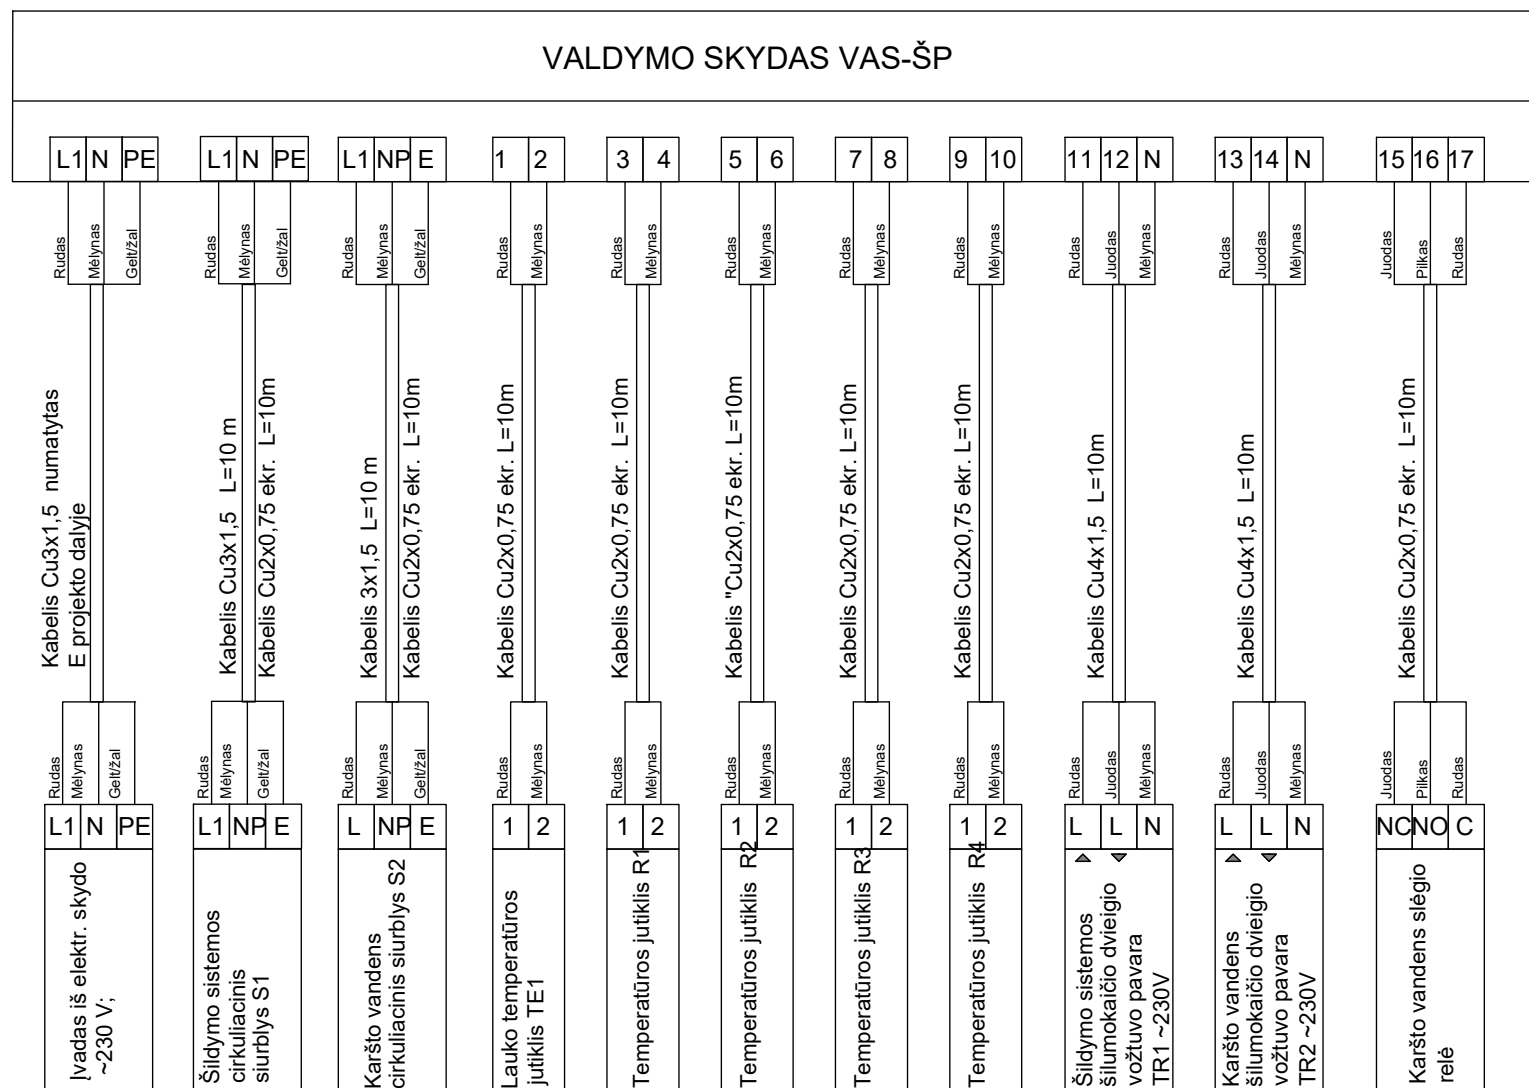 VALDYMO SKYDAS VAS-ŠP
L1 N PE
L1 N PE
L1 NP E
1 2
3 4
5 6
7 8
9 10
11 12 N
13 14 N
15 16 17
Rudas
Mėlynas
Gelt/žal
Rudas
Mėlynas
Gelt/žal
Rudas
Mėlynas
Gelt/žal
Rudas
Mėlynas
Rudas
Mėlynas
Rudas
Mėlynas
Rudas
Mėlynas
Rudas
Mėlynas
Rudas
Juodas
Mėlynas
Rudas
Juodas
Mėlynas
Juodas
Pilkas
Rudas
Kabelis Cu3x1,5 numatytas
E projekto dalyje
Kabelis Cu3x1,5 L=10 m
Kabelis Cu2x0,75 ekr. L=10m
Kabelis 3x1,5 L=10 m
Kabelis Cu2x0,75 ekr. L=10m
Kabelis Cu2x0,75 ekr. L=10m
Kabelis Cu2x0,75 ekr. L=10m
Kabelis "Cu2x0,75 ekr. L=10m
Kabelis Cu2x0,75 ekr. L=10m
Kabelis Cu2x0,75 ekr. L=10m
Kabelis Cu4x1,5 L=10m
Kabelis Cu4x1,5 L=10m
Kabelis Cu2x0,75 ekr. L=10m
Rudas
Mėlynas
Gelt/žal
Rudas
Mėlynas
Gelt/žal
Rudas
Mėlynas
Gelt/žal
Rudas
Mėlynas
Rudas
Mėlynas
Rudas
Mėlynas
Rudas
Mėlynas
Rudas
Mėlynas
Rudas
Juodas
Mėlynas
Rudas
Juodas
Mėlynas
Juodas
Pilkas
Rudas
L1 N PE
L1 NP E
L NP E
1 2
1 2
1 2
1 2
1 2
L L N
L L N
NC NO C
Įvadas iš elektr. skydo
~230 V;
Šildymo sistemos
cirkuliacinis
siurblys S1
Karšto vandens
cirkuliacinis siurblys S2
Lauko temperatūros
jutiklis TE1
Temperatūros jutiklis R1
Temperatūros jutiklis R2
Temperatūros jutiklis R3
Temperatūros jutiklis R4
Šildymo sistemos
šilumokaičio dvieigio
vožtuvo pavara
TR1 ~230V
Karšto vandens
šilumokaičio dvieigio
vožtuvo pavara
TR2 ~230V
Karšto vandens slėgio
relė